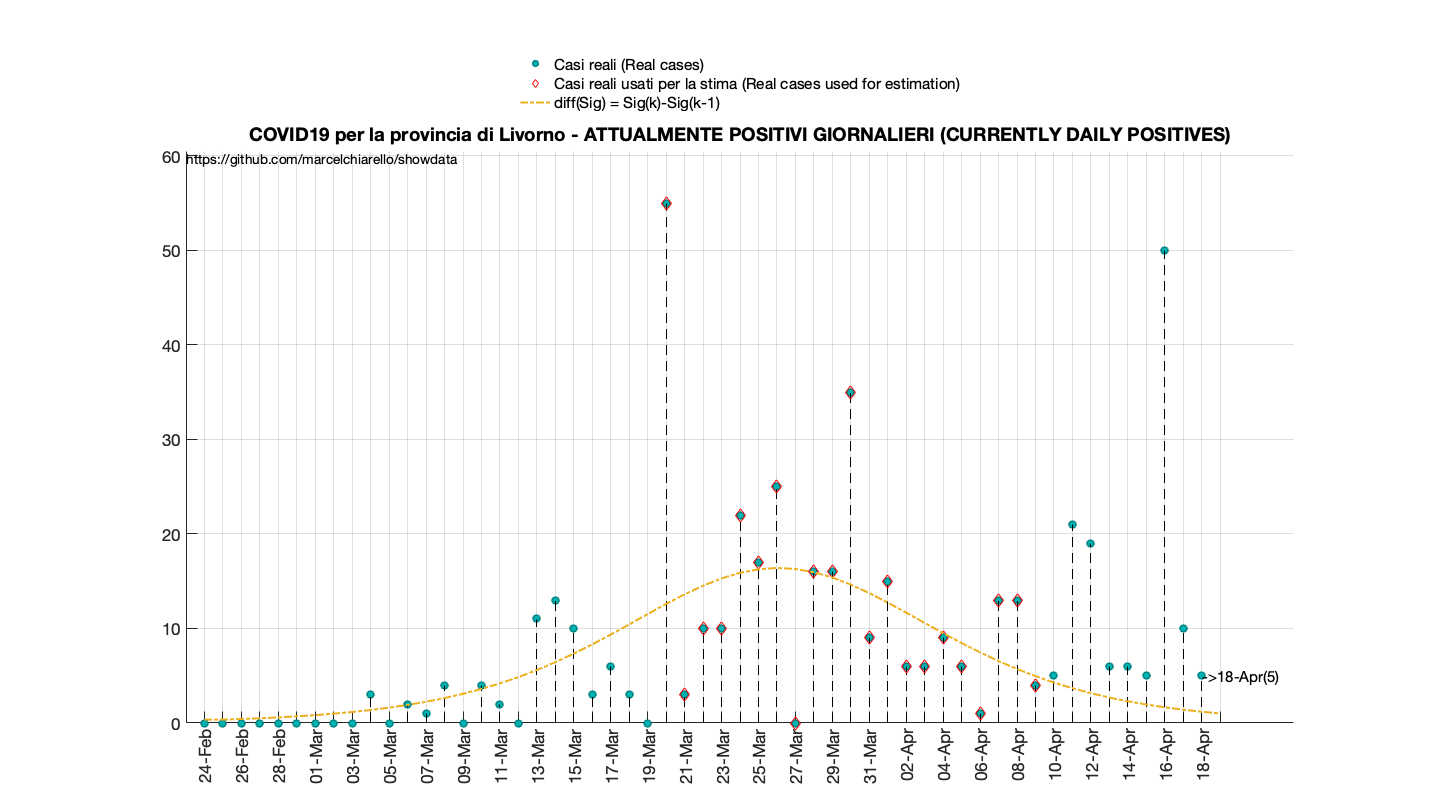 Casi reali (Real cases)
Casi reali usati per la stima (Real cases used for estimation)
diff(Sig) = Sig(k)-Sig(k-1)
COVID19 per la provincia di Livorno - ATTUALMENTE POSITIVI GIORNALIERI (CURRENTLY DAILY POSITIVES)
https://github.com/marcelchiarello/showdata
60
50
40
30
20
10
0
->18-Apr(5)
24-Feb
26-Feb
28-Feb
01-Mar
03-Mar
05-Mar
07-Mar
09-Mar
11-Mar
13-Mar
15-Mar
17-Mar
19-Mar
21-Mar
23-Mar
25-Mar
27-Mar
29-Mar
31-Mar
02-Apr
04-Apr
06-Apr
08-Apr
10-Apr
12-Apr
14-Apr
16-Apr
18-Apr